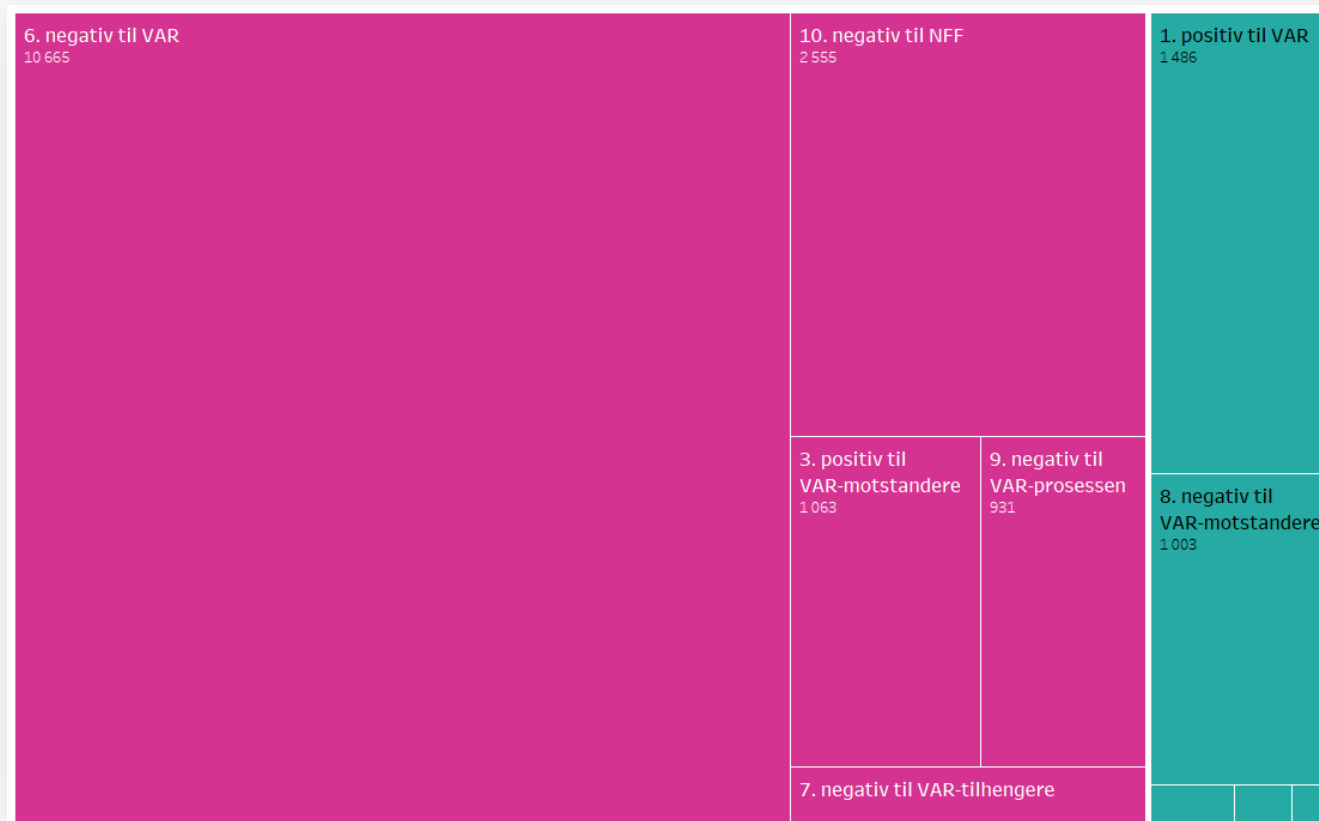 6. negativ til VAR
10 665
10. negativ til NFF
2 555
3. positiv til
VAR-motstandere
1 063
9. negativ til
VAR-prosessen
931
7. negativ til VAR-tilhengere
1. positiv til VAR
1 486
8. negativ til
VAR-motstandere
1 003